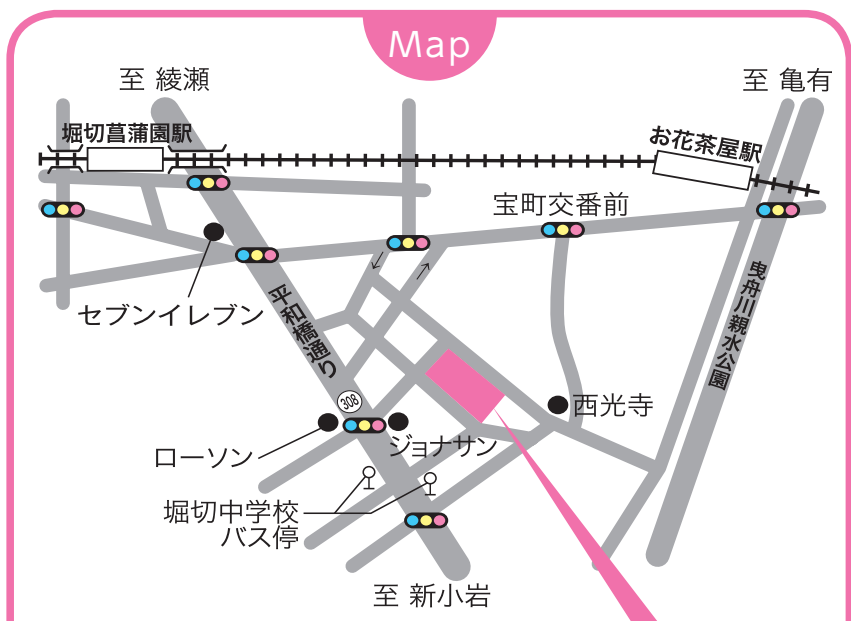 Map
至 綾瀬
至 亀有
堀切菖蒲園駅
お花茶屋駅
宝町交番前
セブンイレブン
平和橋通り
曳舟川親水公園
308
西光寺
ローソン
ジョナサン
堀切中学校
バス停
至 新小岩